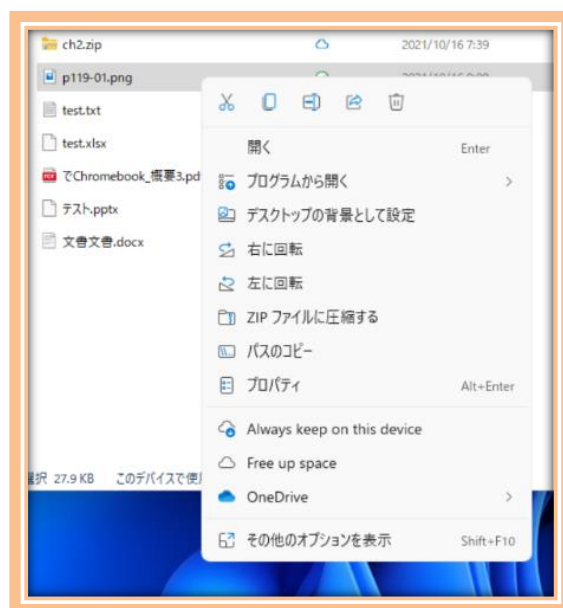 ch2.zip 2021/10/16 7:39
p119-01.png
test.txt
test.xlsx
でChromebook_概要3.pd
テスト.pptx
文書文書.docx
開く Enter
プログラムから開く
デスクトップの背景として設定
右に回転
左に回転
ZIP ファイルに圧縮する
パスのコピー
プロパティ Alt+Enter
Always keep on this device
Free up space
OneDrive
その他のオプションを表示 Shift+F10
選択 27.9 KB このデバイスで使